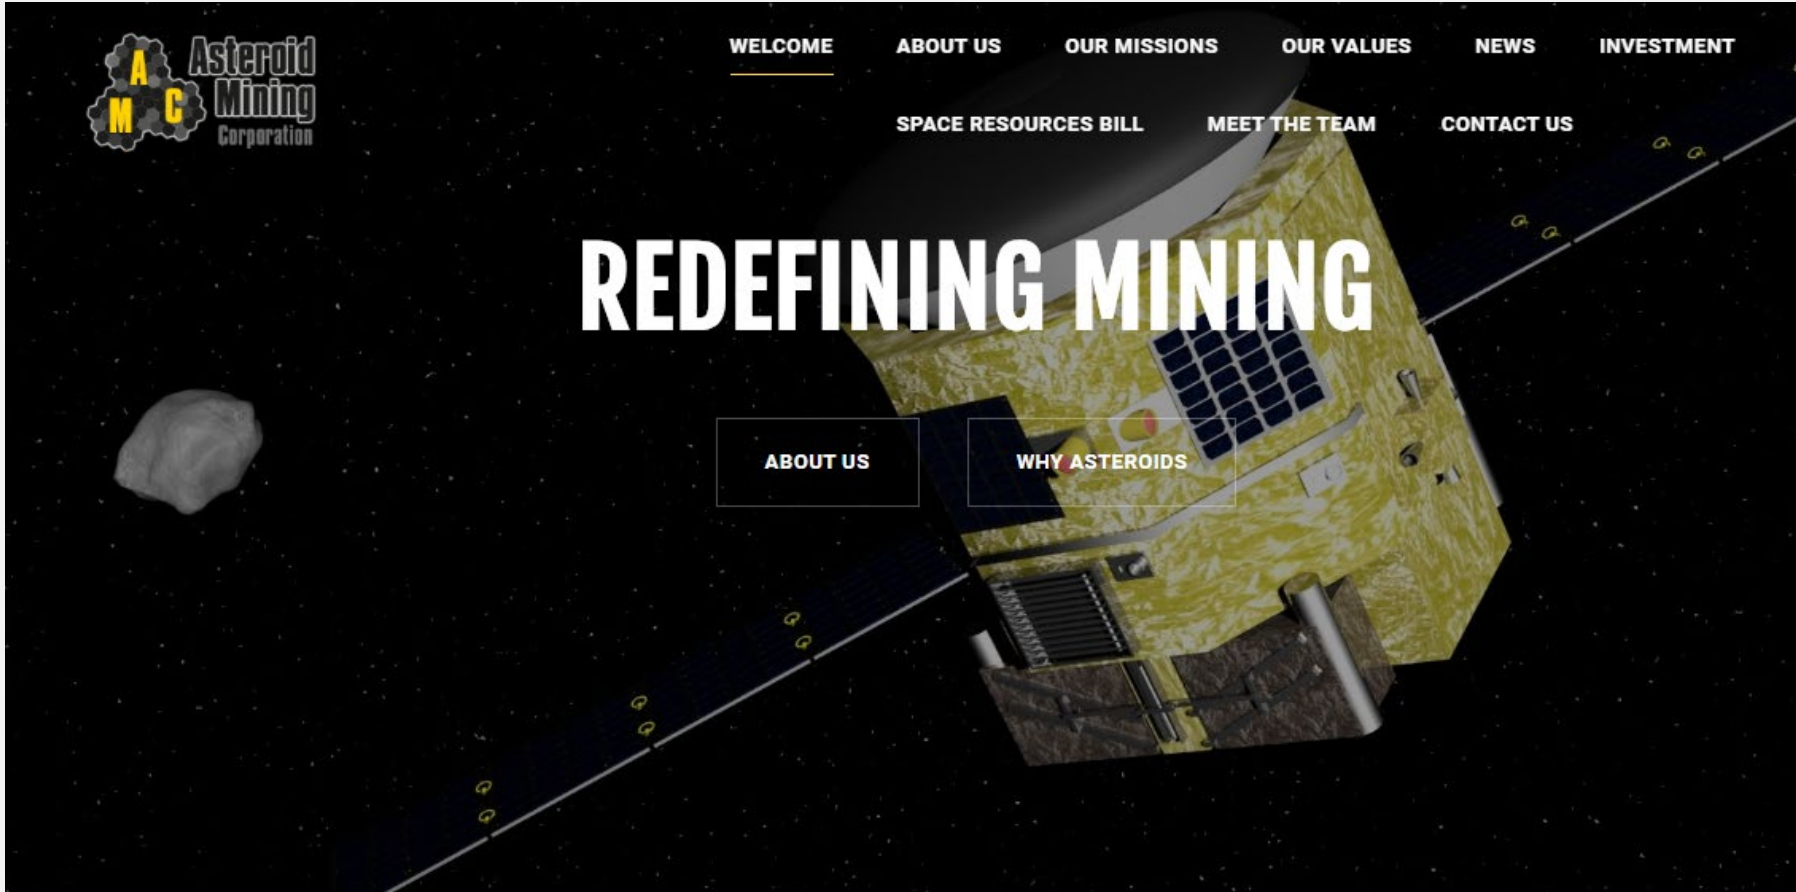 A
M
C
Asteroid
Mining
Corporation
WELCOME ABOUT US OUR MISSIONS OUR VALUES NEWS INVESTMENT
SPACE RESOURCES BILL MEET THE TEAM CONTACT US
REDEFINING MINING
ABOUT US WHY ASTEROIDS